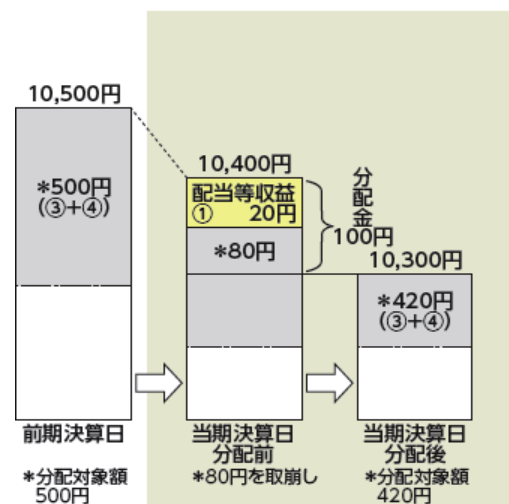 10,500円
*500円
(③+④)
10,400円
配当等収益
① 20円
*80円
分配金
100円
10,300円
*420円
(③+④)
前期決算日
*分配対象額
500円
当期決算日
分配前
*80円を取崩し
当期決算日
分配後
*分配対象額
420円